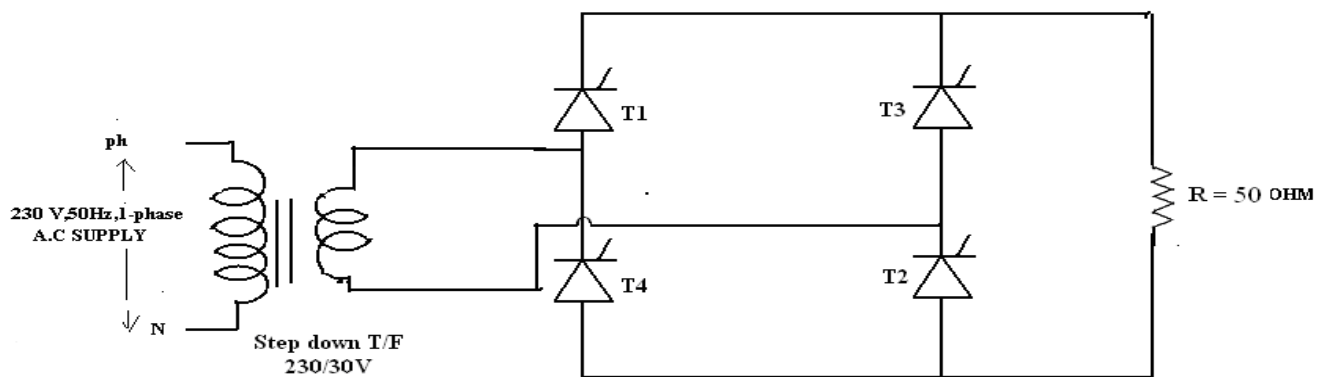 T1
T3
ph
230 V,50Hz,1-phase
A.C SUPPLY
R = 50 OHM
T4
T2
N
Step down T/F
230/30V